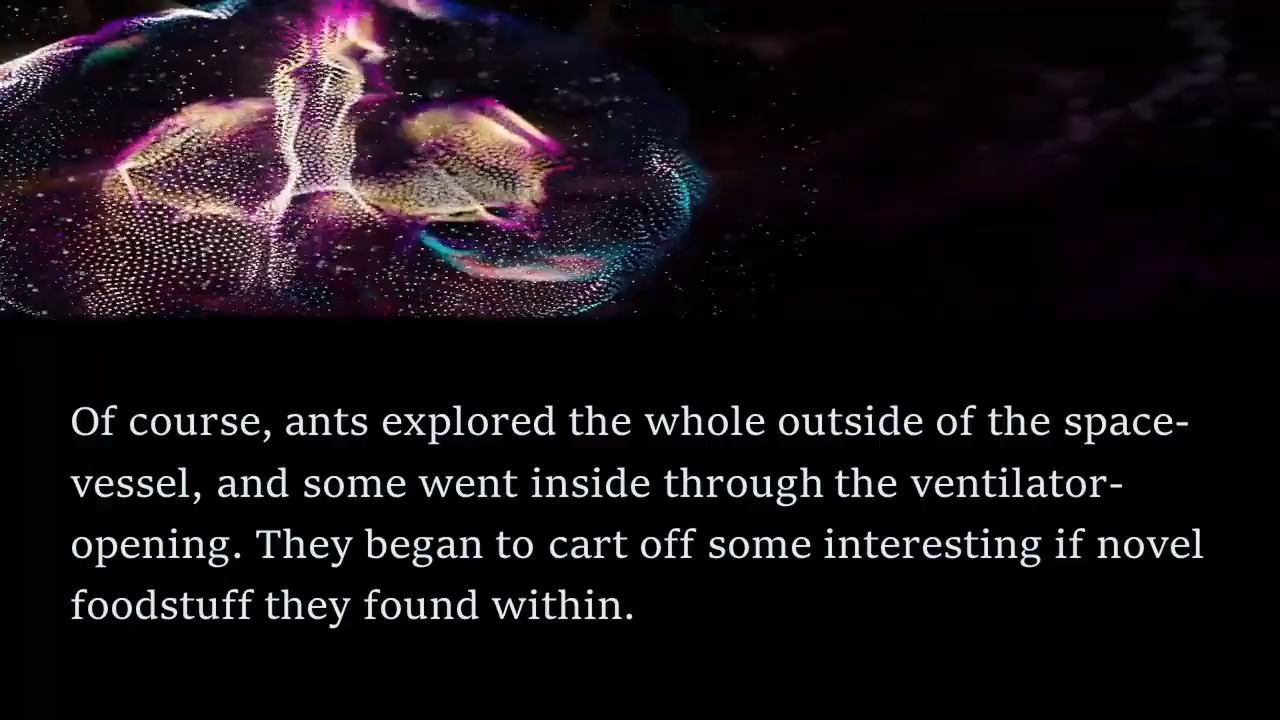 Of course, ants explored the whole outside of the space-
vessel, and some went inside through the ventilator-
opening. They began to cart off some interesting if novel
foodstuff they found within.